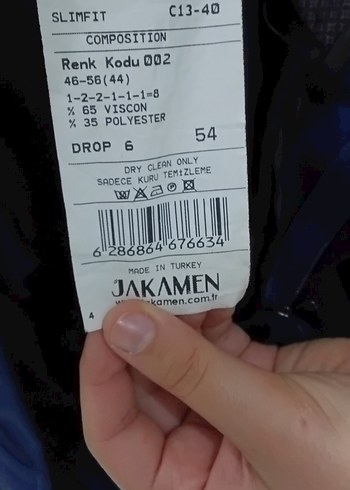 SLIMFIT C13-40
COMPOSITION
Renk Kodu 002
46-56(44)
1-2-2-1-1-1=8
% 65 VISCON
% 35 POLYESTER
DROP 6 54
DRY CLEAN ONLY
SADECE KURU TEMİZLEME
6 286864 676634
MADE IN TURKEY
JAKAMEN
kamen.com.tr
4